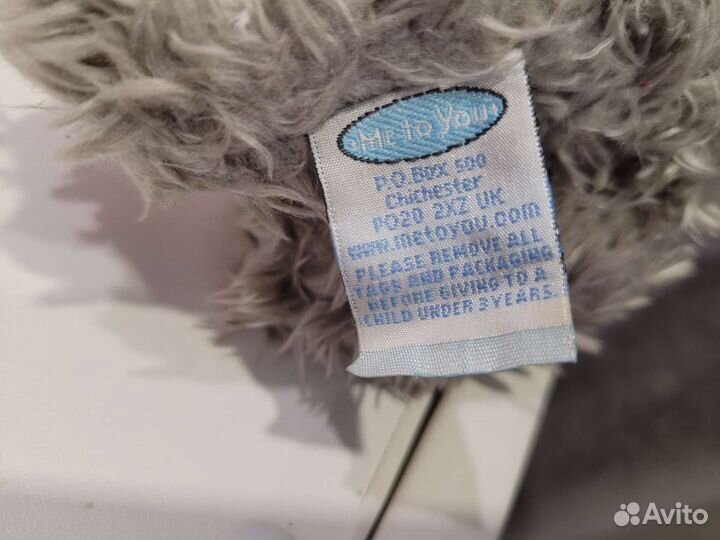 Me to You
P.O.Box 500
Chichester
PO20 2XZ UK
www.metoyou.com
PLEASE REMOVE ALL
TAGS AND PACKAGING
BEFORE GIVING TO A
CHILD UNDER 3 YEARS.
Avito